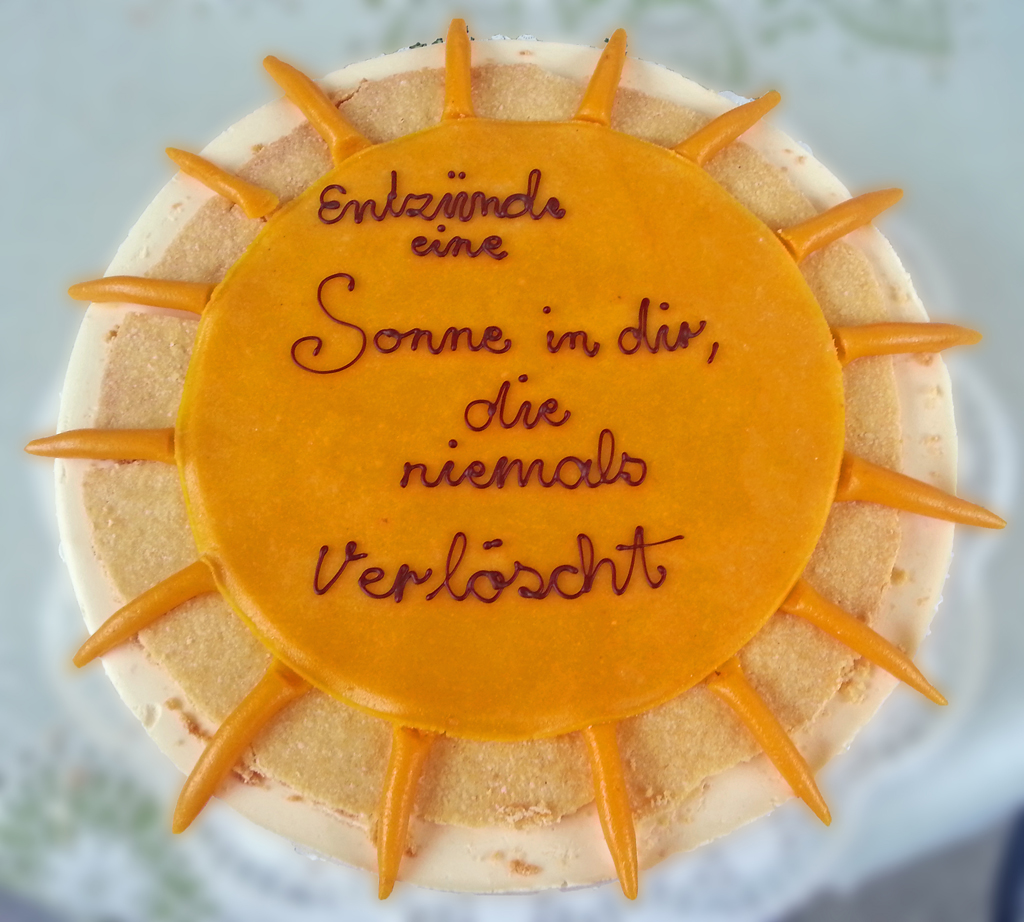 Entzünde
eine
Sonne in dir,
die
niemals
Verlöscht